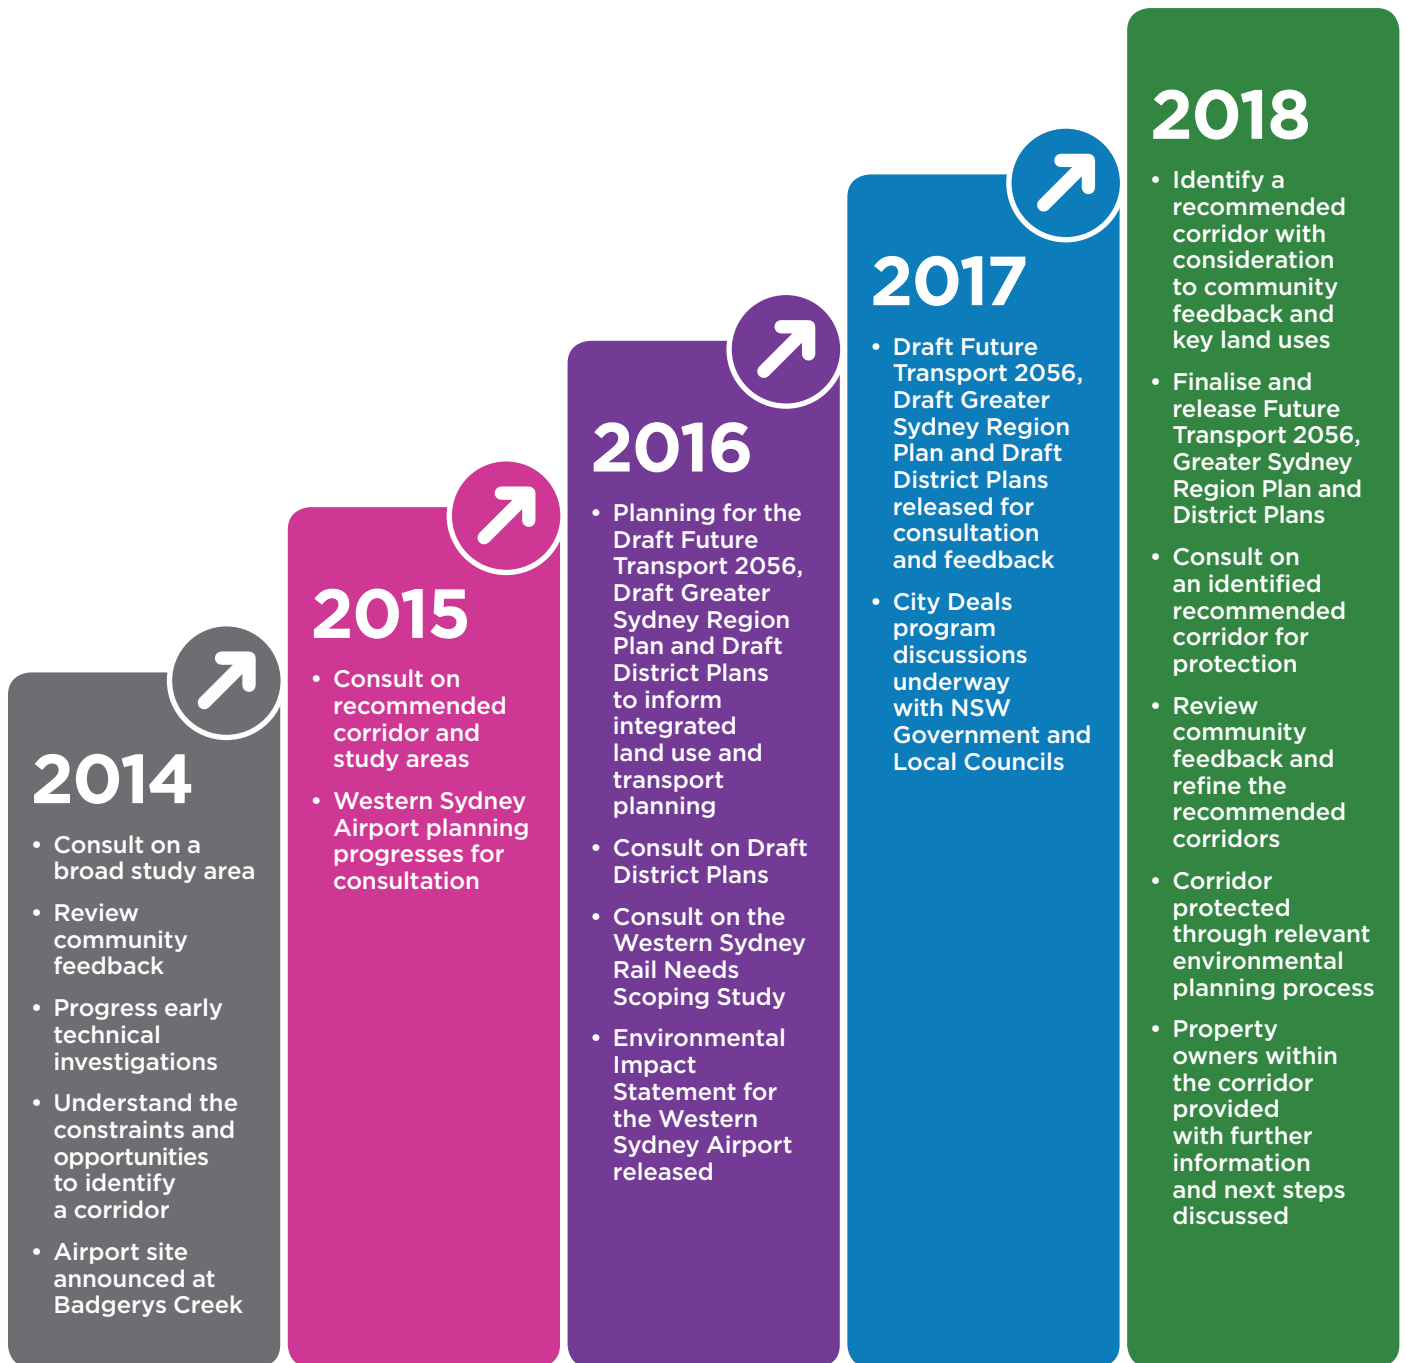 2014
• Consult on a
broad study area
• Review
community
feedback
• Progress early
technical
investigations
• Understand the
constraints and
opportunities
to identify
a corridor
• Airport site
announced at
Badgerys Creek
2015
• Consult on
recommended
corridor and
study areas
• Western Sydney
Airport planning
progresses for
consultation
2016
• Planning for the
Draft Future
Transport 2056,
Draft Greater
Sydney Region
Plan and Draft
District Plans
to inform
integrated
land use and
transport
planning
• Consult on Draft
District Plans
• Consult on the
Western Sydney
Rail Needs
Scoping Study
• Environmental
Impact
Statement for
the Western
Sydney Airport
released
2017
• Draft Future
Transport 2056,
Draft Greater
Sydney Region
Plan and Draft
District Plans
released for
consultation
and feedback
• City Deals
program
discussions
underway
with NSW
Government and
Local Councils
2018
• Identify a
recommended
corridor with
consideration
to community
feedback and
key land uses
• Finalise and
release Future
Transport 2056,
Greater Sydney
Region Plan and
District Plans
• Consult on
an identified
recommended
corridor for
protection
• Review
community
feedback and
refine the
recommended
corridors
• Corridor
protected
through relevant
environmental
planning process
• Property
owners within
the corridor
provided
with further
information
and next steps
discussed